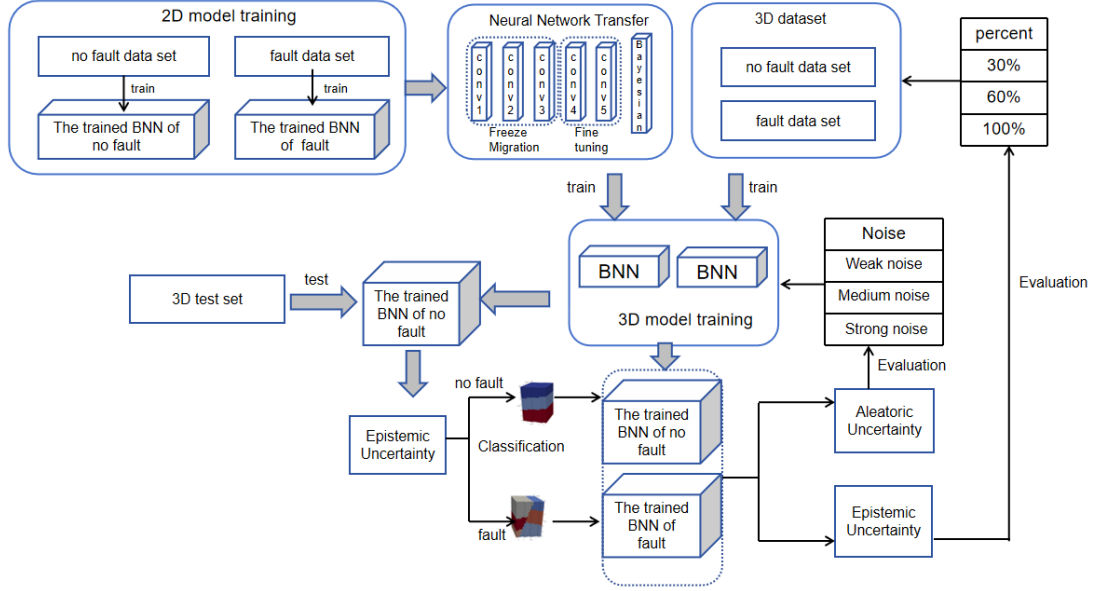 2D model training
no fault data set
fault data set
train
train
The trained BNN of
no fault
The trained BNN
of fault
Neural Network Transfer
conv1
conv2
conv3
conv4
conv5
Bayesian
Freeze
Migration
Fine
tuning
3D dataset
no fault data set
fault data set
percent
30%
60%
100%
train
train
BNN
BNN
3D model training
Noise
Weak noise
Medium noise
Strong noise
Evaluation
Evaluation
3D test set
test
The trained
BNN of no
fault
Epistemic
Uncertainty
no fault
Classification
fault
The trained
BNN of no
fault
The trained
BNN of
fault
Aleatoric
Uncertainty
Epistemic
Uncertainty